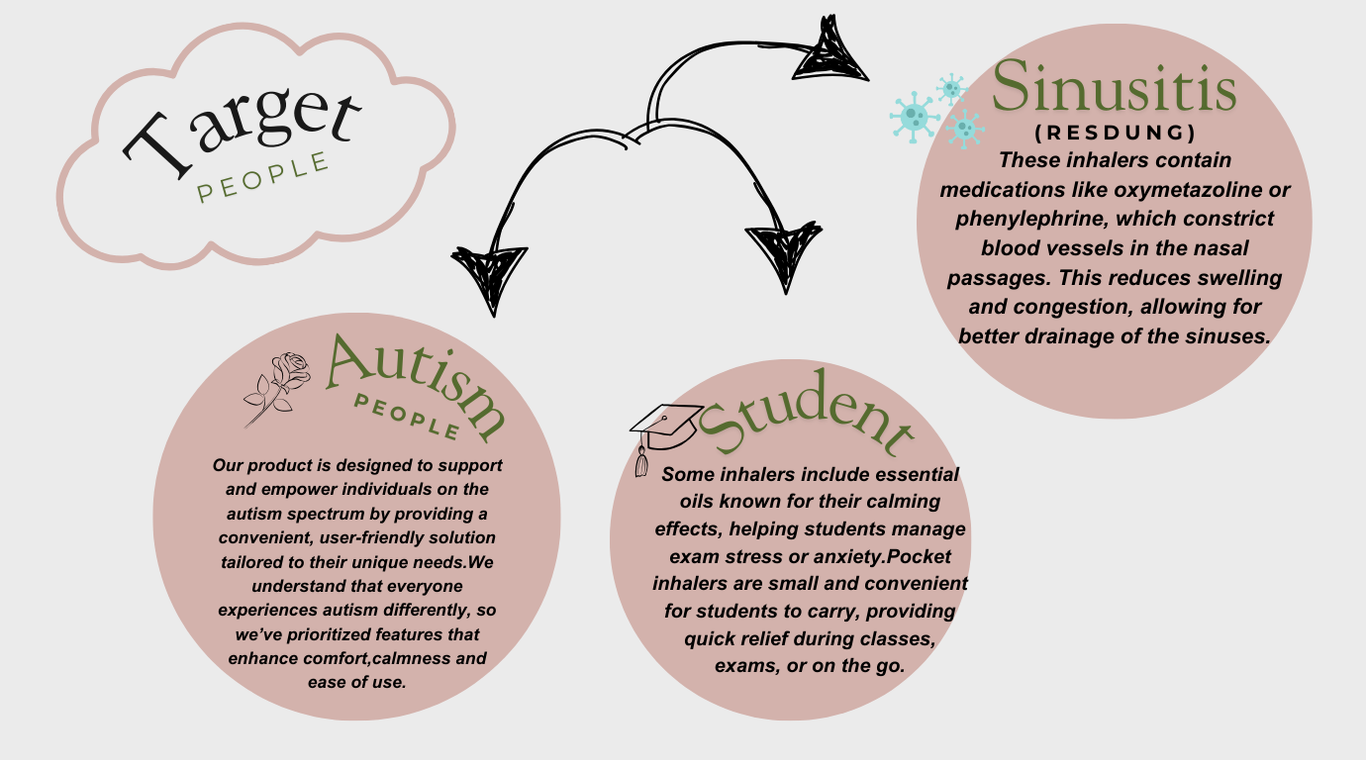 Target
PEOPLE
Sinusitis
(RESDUNG)
These inhalers contain
medications like oxymetazoline or
phenylephrine, which constrict
blood vessels in the nasal
passages. This reduces swelling
and congestion, allowing for
better drainage of the sinuses.
Autism
PEOPLE
Our product is designed to support
and empower individuals on the
autism spectrum by providing a
convenient, user-friendly solution
tailored to their unique needs.We
understand that everyone
experiences autism differently, so
we’ve prioritized features that
enhance comfort,calmness and
ease of use.
Student
Some inhalers include essential
oils known for their calming
effects, helping students manage
exam stress or anxiety.Pocket
inhalers are small and convenient
for students to carry, providing
quick relief during classes,
exams, or on the go.